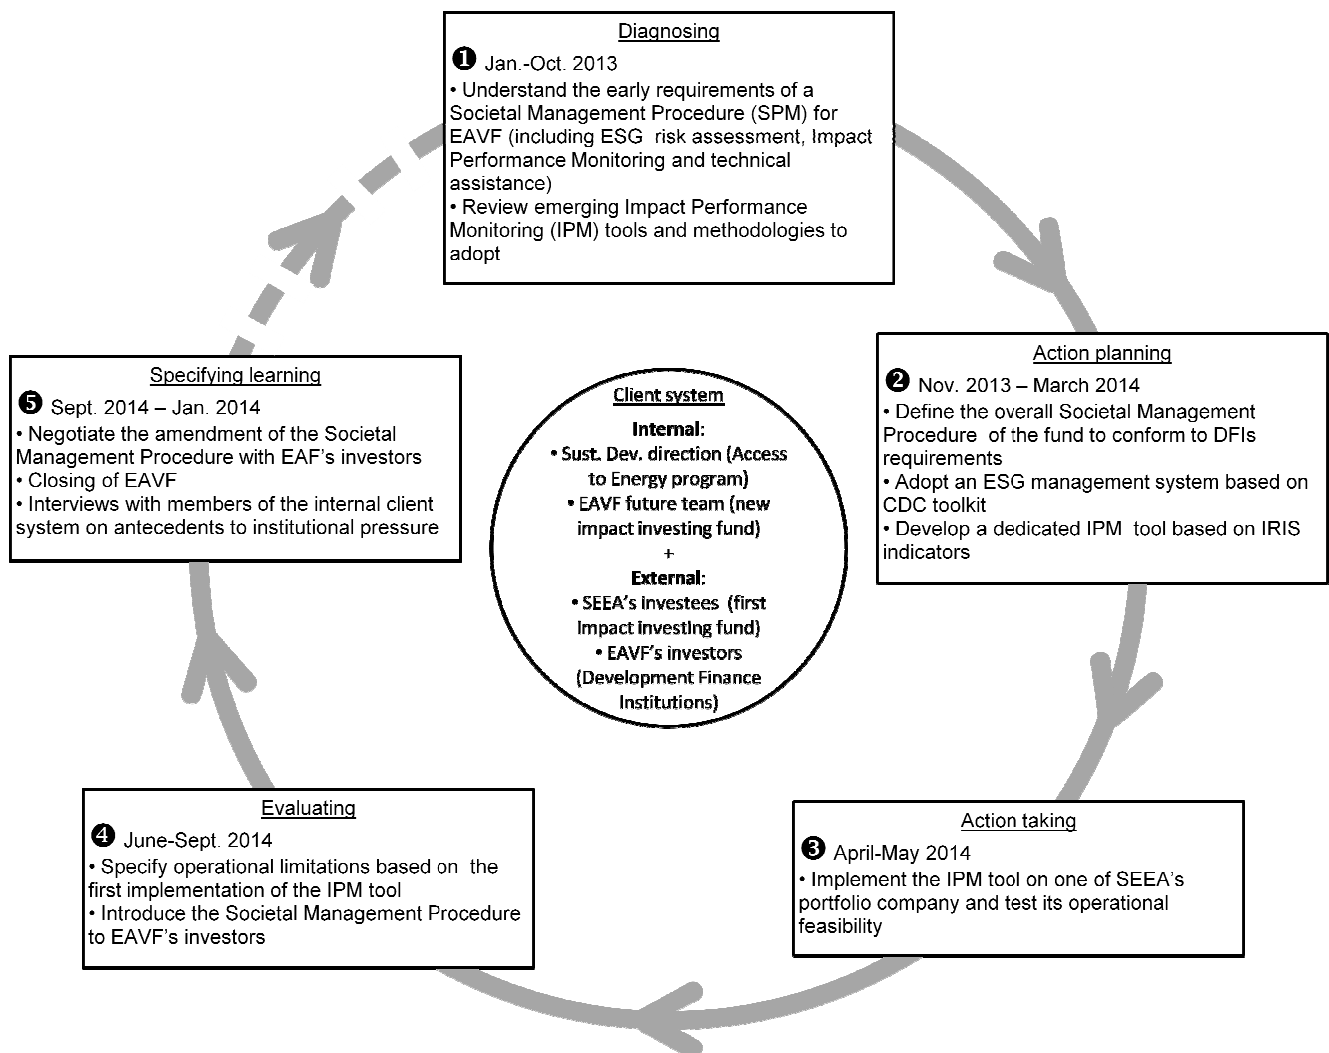 Diagnosing
❶ Jan.-Oct. 2013
• Understand the early requirements of a
Societal Management Procedure (SPM) for
EAVF (including ESG risk assessment, Impact
Performance Monitoring and technical
assistance)
• Review emerging Impact Performance
Monitoring (IPM) tools and methodologies to
adopt
Action planning
❷ Nov. 2013 – March 2014
• Define the overall Societal Management
Procedure of the fund to conform to DFIs
requirements
• Adopt an ESG management system based on
CDC toolkit
• Develop a dedicated IPM tool based on IRIS
indicators
Action taking
❸ April-May 2014
• Implement the IPM tool on one of SEEA's
portfolio company and test its operational
feasibility
Evaluating
❹ June-Sept. 2014
• Specify operational limitations based on the
first implementation of the IPM tool
• Introduce the Societal Management Procedure
to EAVF's investors
Specifying learning
❺ Sept. 2014 – Jan. 2014
• Negotiate the amendment of the Societal
Management Procedure with EAF's investors
• Closing of EAVF
• Interviews with members of the internal client
system on antecedents to institutional pressure
Client system
Internal:
• Sust. Dev. direction (Access
to Energy program)
• EAVF future team (new
impact investing fund)
+
External:
• SEEA's investees (first
impact investing fund)
• EAVF's investors
(Development Finance
Institutions)